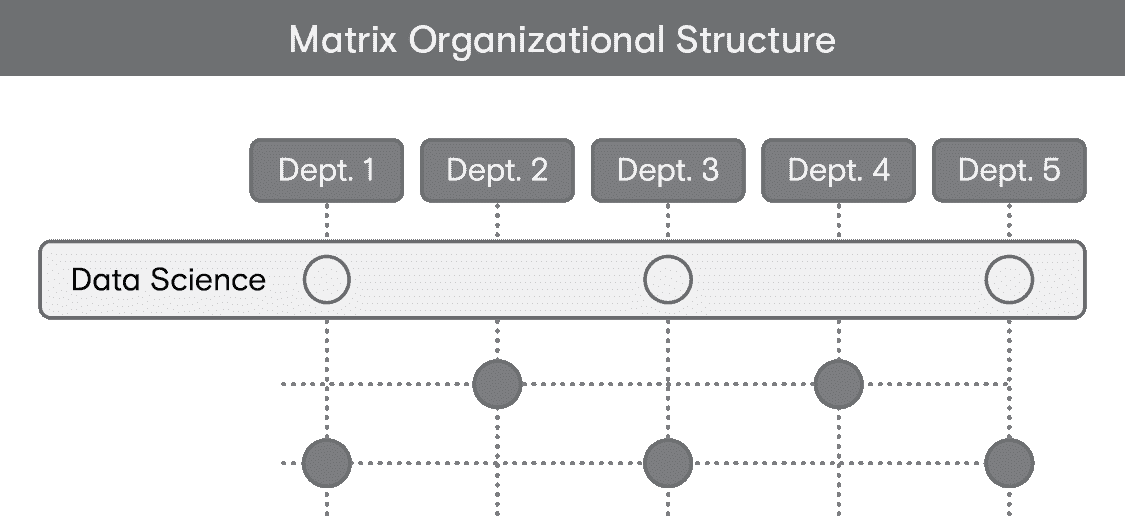 Matrix Organizational Structure
Dept. 1 Dept. 2 Dept. 3 Dept. 4 Dept. 5
Data Science